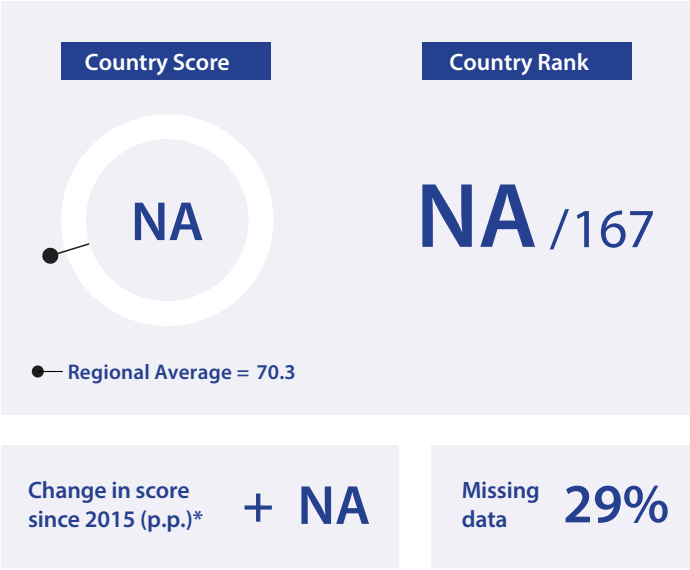 Country Score
Country Rank
NA
NA /167
Regional Average = 70.3
Change in score
since 2015 (p.p.)*
+ NA
Missing
data
29%